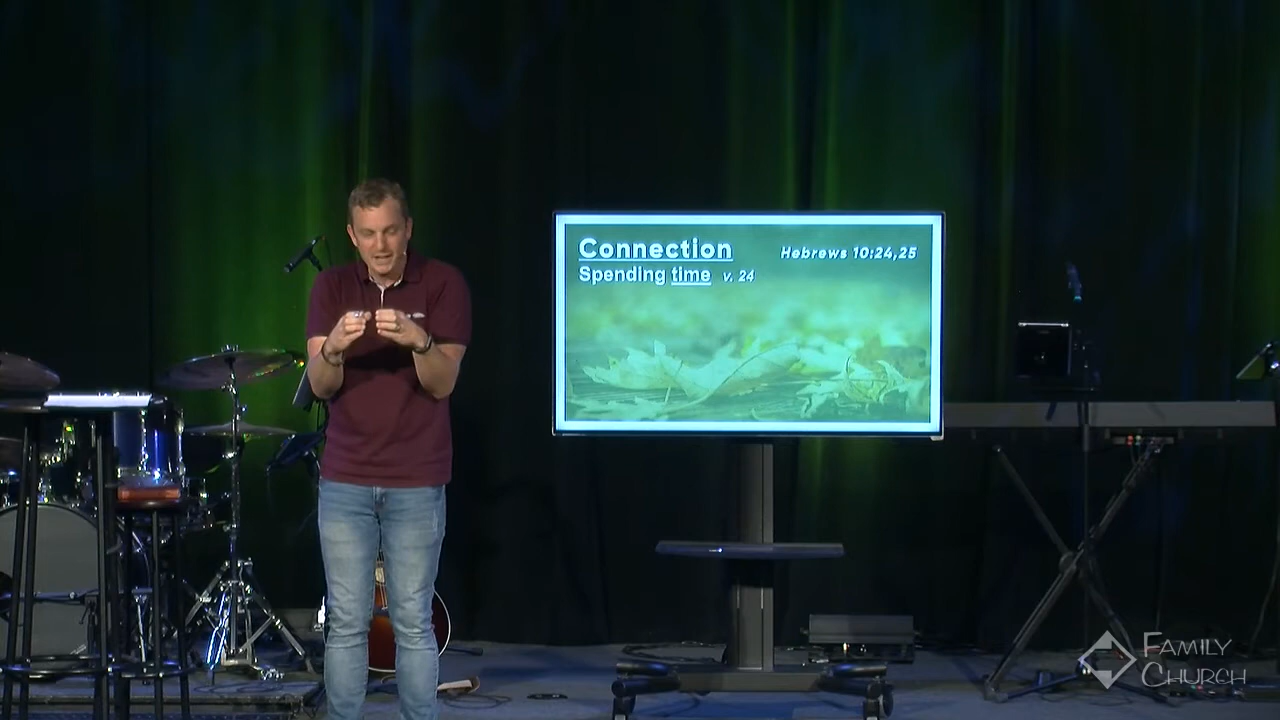 Connection
Hebrews 10:24,25
Spending time v. 24
Family
Church